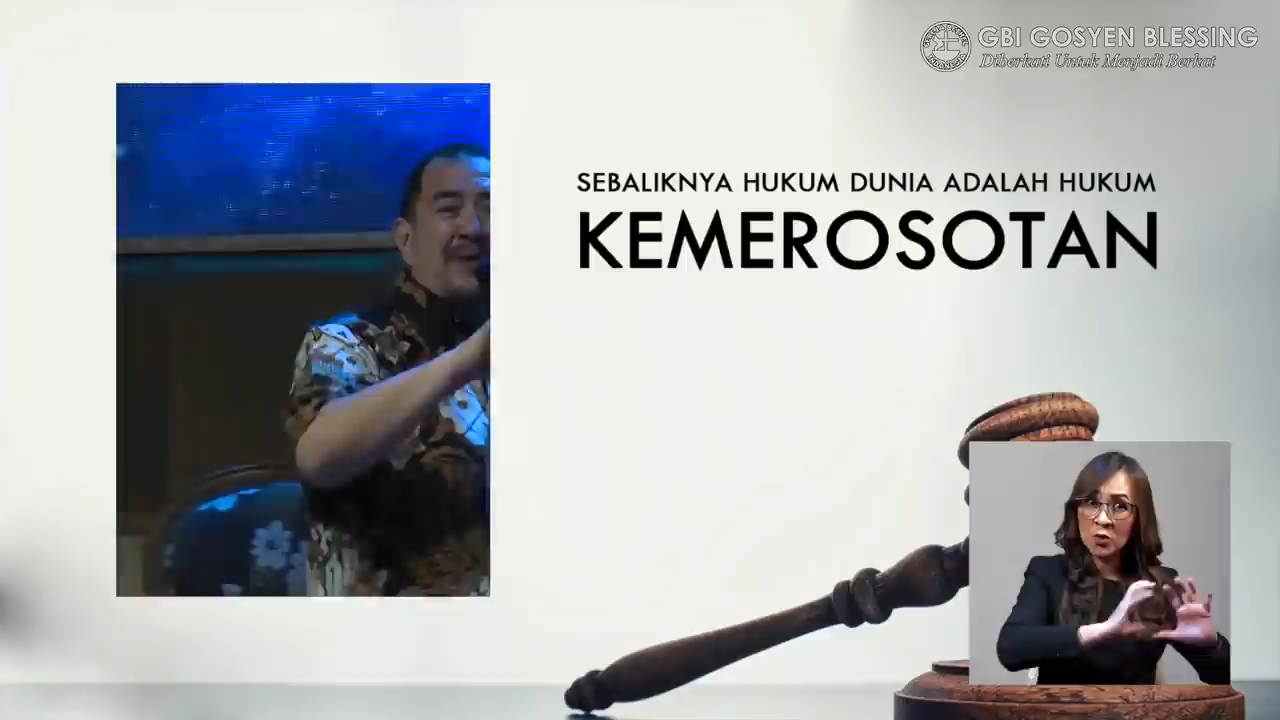 GBI GOSYEN BLESSING
Diberkati Untuk Menjadi Berkat
SEBALIKNYA HUKUM DUNIA ADALAH HUKUM
KEMEROSOTAN